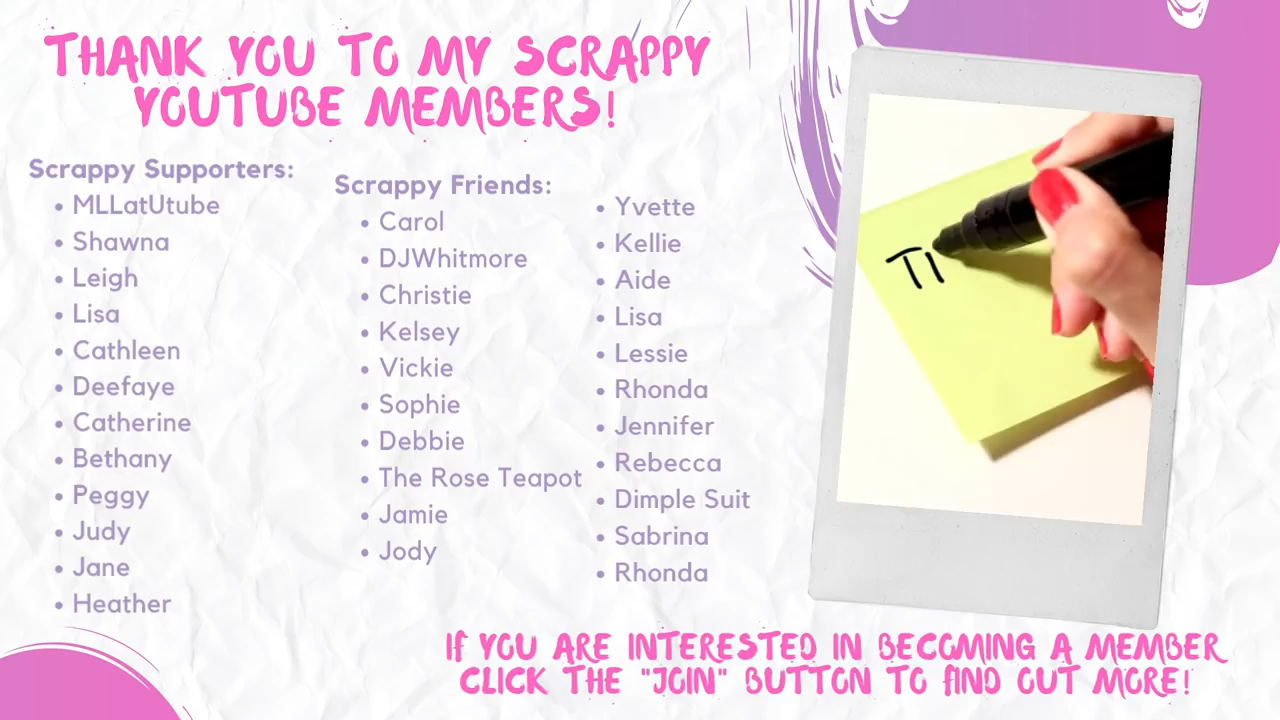 THANK YOU TO MY SCRAPPY
YOUTUBE MEMBERS!
Scrappy Supporters:
• MLLatUtube
• Shawna
• Leigh
• Lisa
• Cathleen
• Deefaye
• Catherine
• Bethany
• Peggy
• Judy
• Jane
• Heather
Scrappy Friends:
• Carol
• DJWhitmore
• Christie
• Kelsey
• Vickie
• Sophie
• Debbie
• The Rose Teapot
• Jamie
• Jody
• Yvette
• Kellie
• Aide
• Lisa
• Lessie
• Rhonda
• Jennifer
• Rebecca
• Dimple Suit
• Sabrina
• Rhonda
TI
IF YOU ARE INTERESTED IN BECOMING A MEMBER
CLICK THE "JOIN" BUTTON TO FIND OUT MORE!